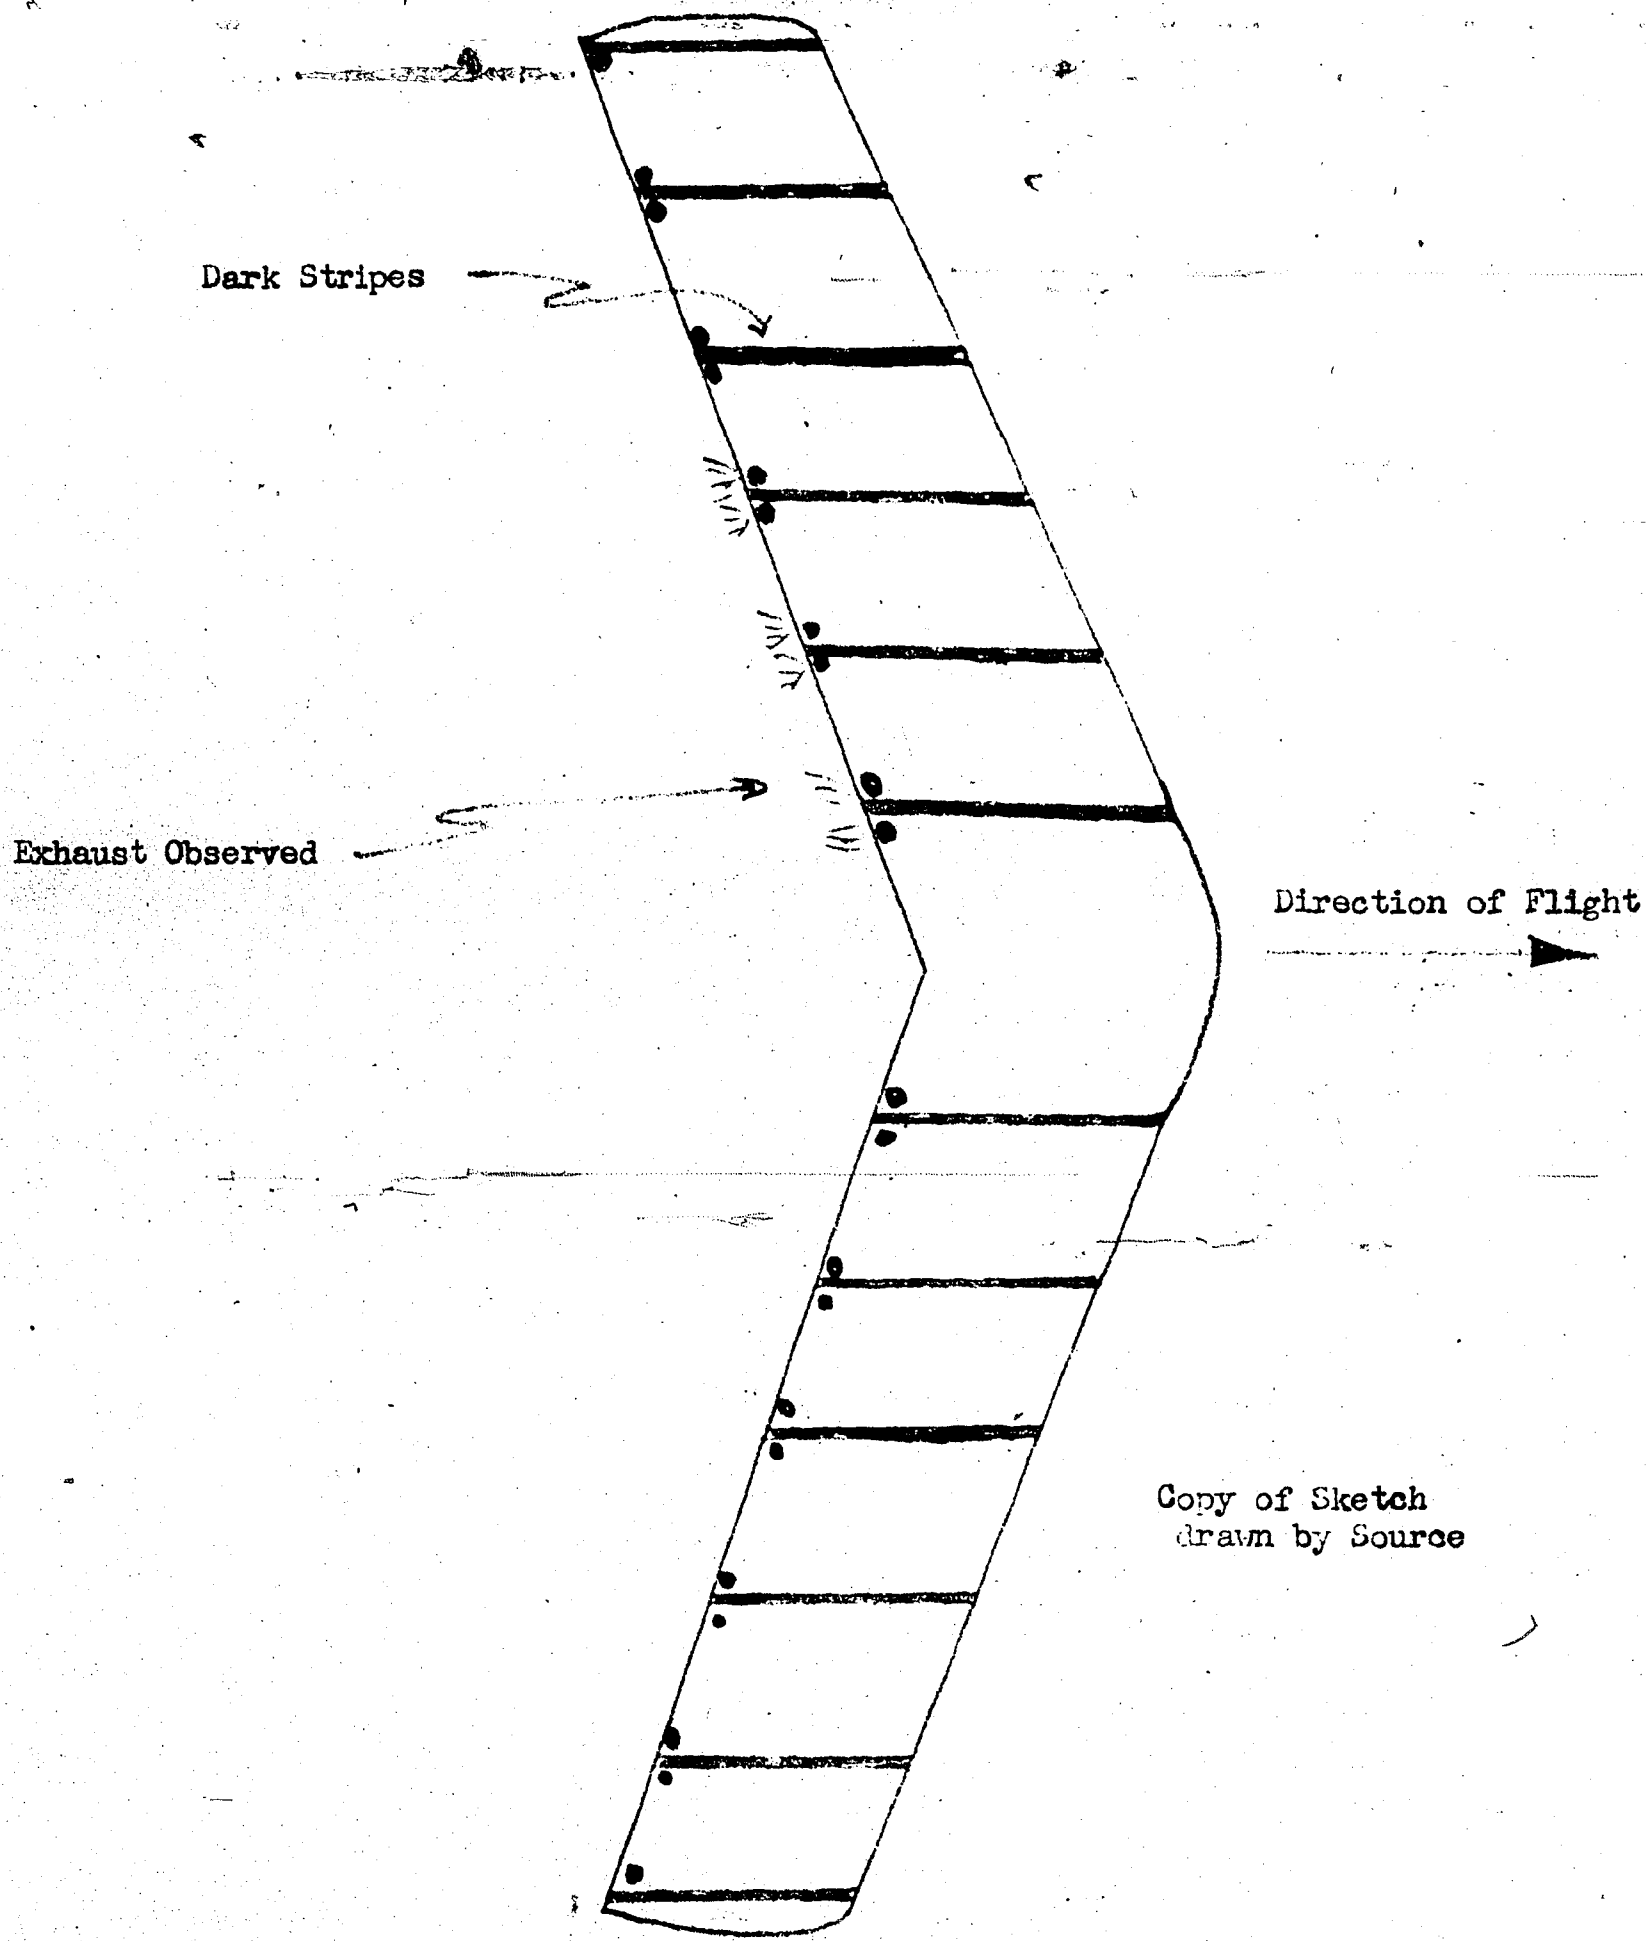 Dark Stripes
Exhaust Observed
Direction of Flight
Copy of Sketch
drawn by Source